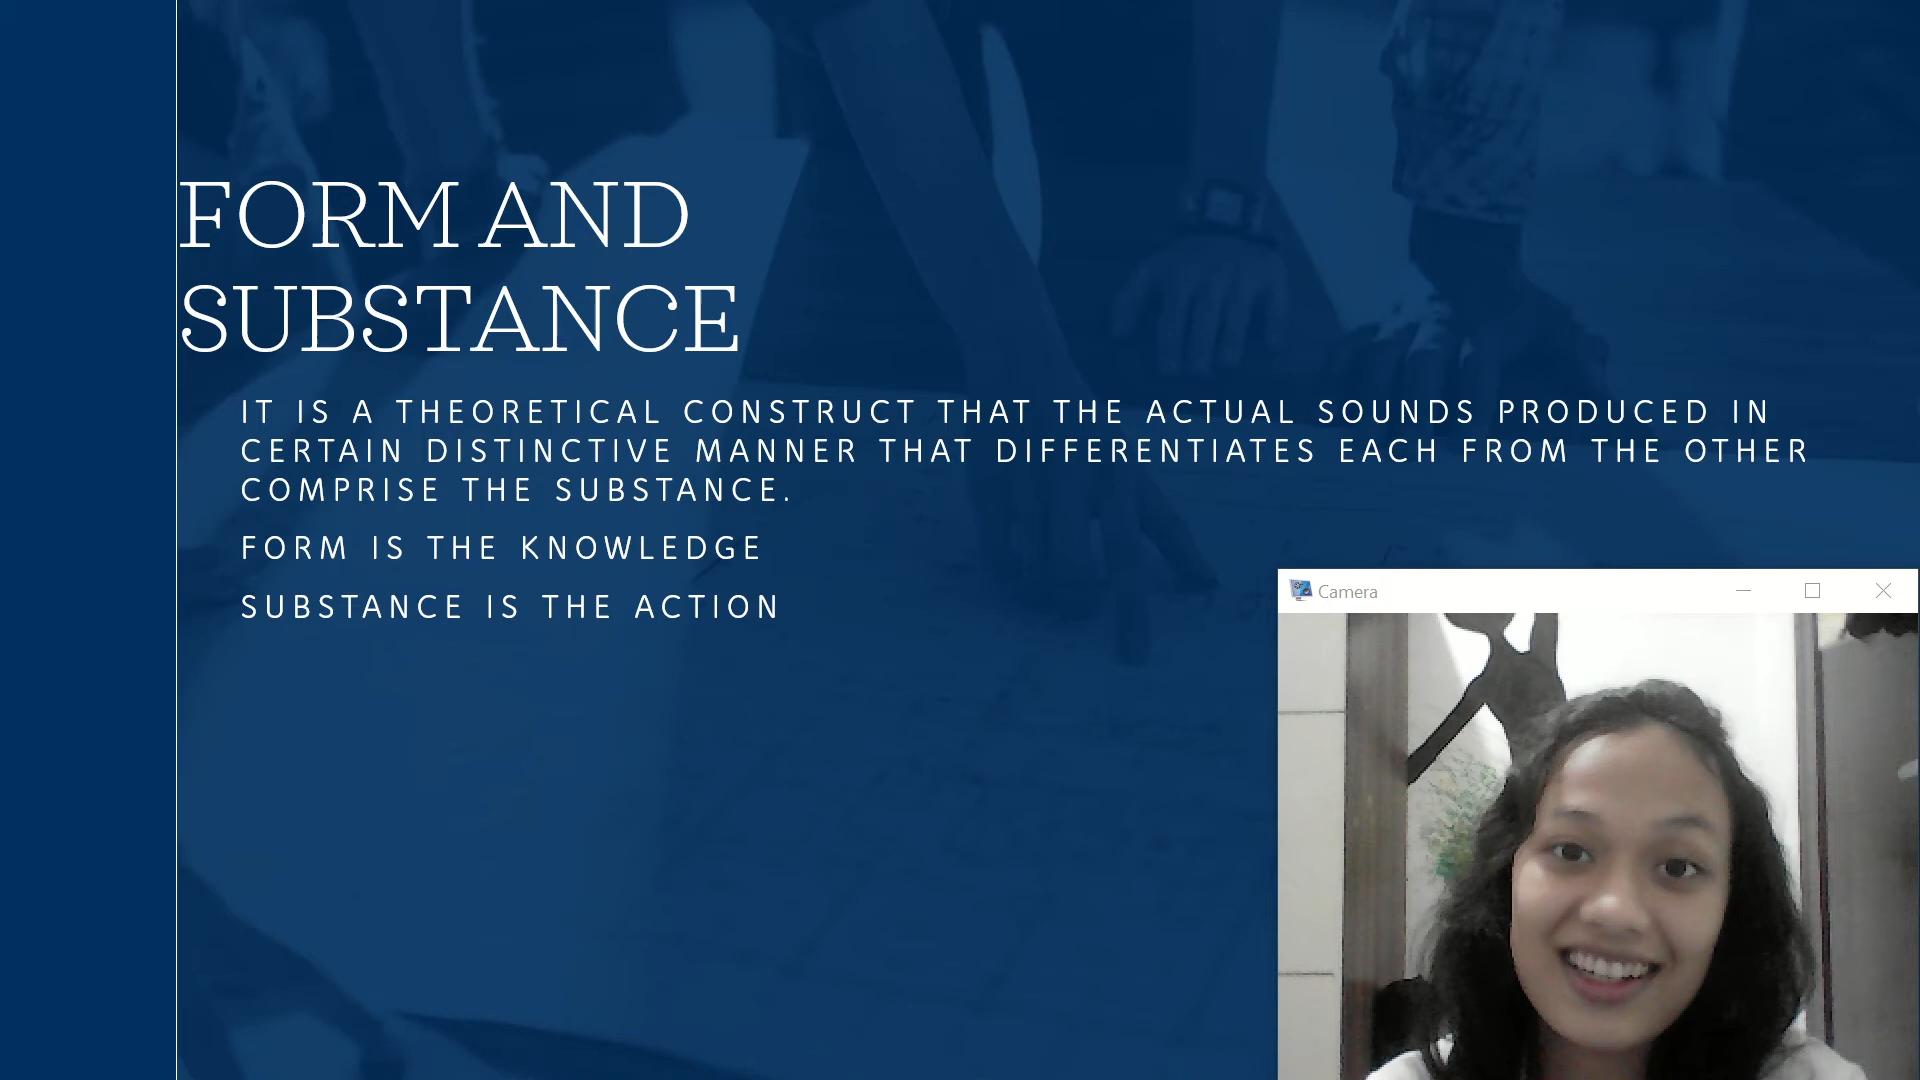 FORM AND
SUBSTANCE
IT IS A THEORETICAL CONSTRUCT THAT THE ACTUAL SOUNDS PRODUCED IN
CERTAIN DISTINCTIVE MANNER THAT DIFFERENTIATES EACH FROM THE OTHER
COMPRISE THE SUBSTANCE.
FORM IS THE KNOWLEDGE
SUBSTANCE IS THE ACTION
Camera